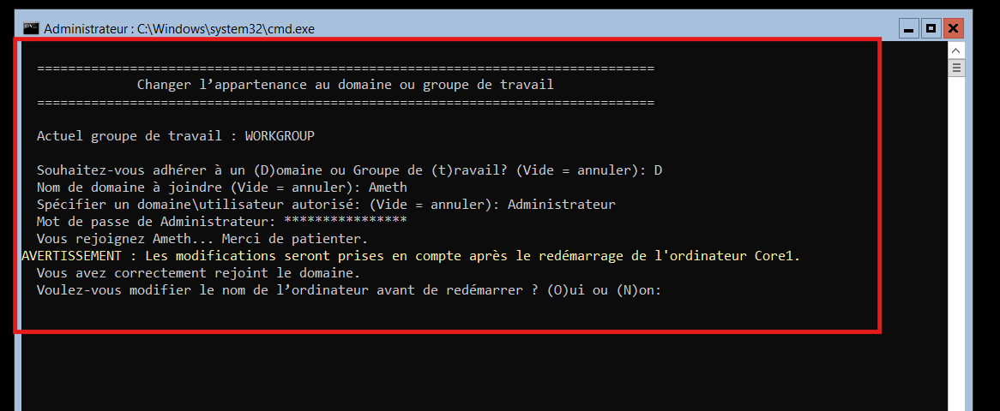 Administrateur : C:\Windows\system32\cmd.exe
================================================================================
Changer l’appartenance au domaine ou groupe de travail
================================================================================
Actuel groupe de travail : WORKGROUP
Souhaitez-vous adhérer à un (D)omaine ou Groupe de (t)ravail? (Vide = annuler): D
Nom de domaine à joindre (Vide = annuler): Ameth
Spécifier un domaine\utilisateur autorisé: (Vide = annuler): Administrateur
Mot de passe de Administrateur: ****************
Vous rejoignez Ameth... Merci de patienter.
AVERTISSEMENT : Les modifications seront prises en compte après le redémarrage de l'ordinateur Core1.
Vous avez correctement rejoint le domaine.
Voulez-vous modifier le nom de l’ordinateur avant de redémarrer ? (O)ui ou (N)on: